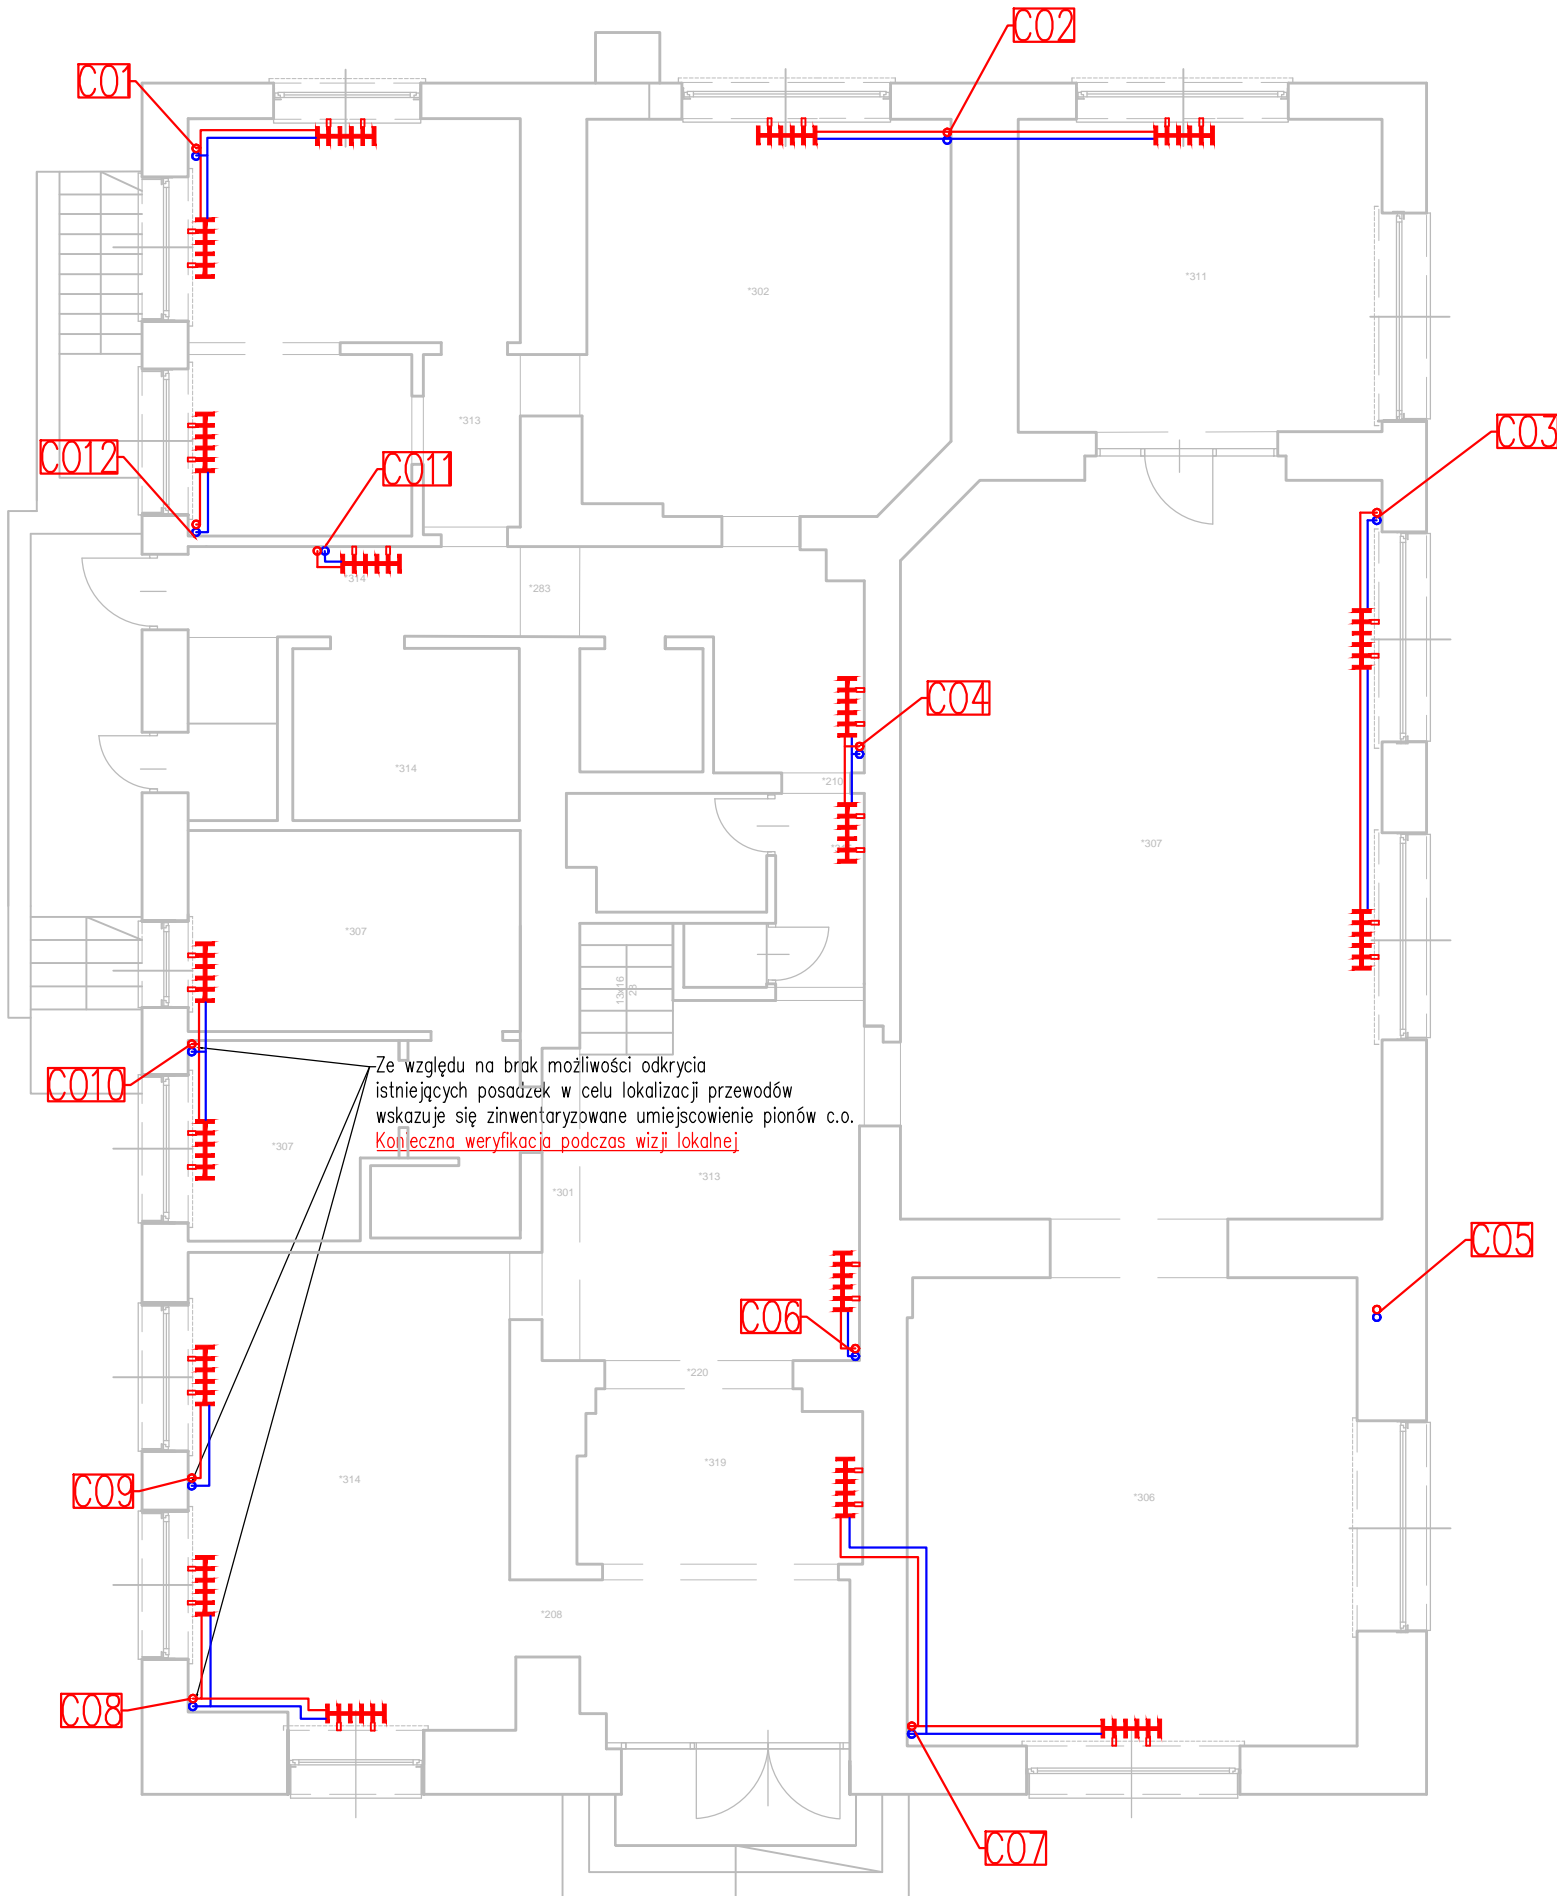 CO2
CO1
*311
*302
*313
CO3
CO12
CO11
*314
*283
CO4
*314
*210
*307
*307
13x16
28
Ze względu na brak możliwości odkrycia
istniejących posadzek w celu lokalizacji przewodów
wskazuje się zinwentaryzowane umiejscowienie pionów c.o.
Konieczna weryfikacja podczas wizji lokalnej
CO10
*307
*313
*301
CO5
CO6
*220
*319
CO9
*314
*306
*208
CO8
CO7